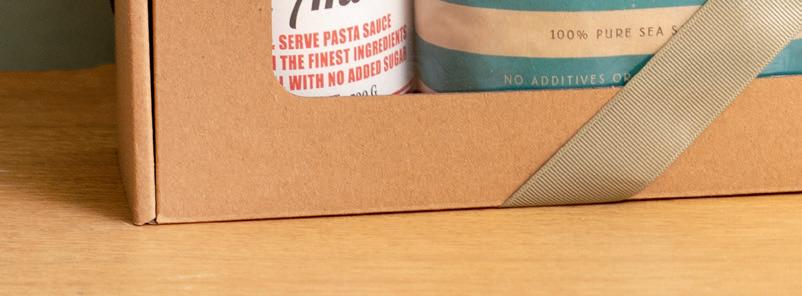 SERVE PASTA SAUCE
THE FINEST INGREDIENTS
WITH NO ADDED SUGAR
100% PURE SEA
NO ADDITIVES OR